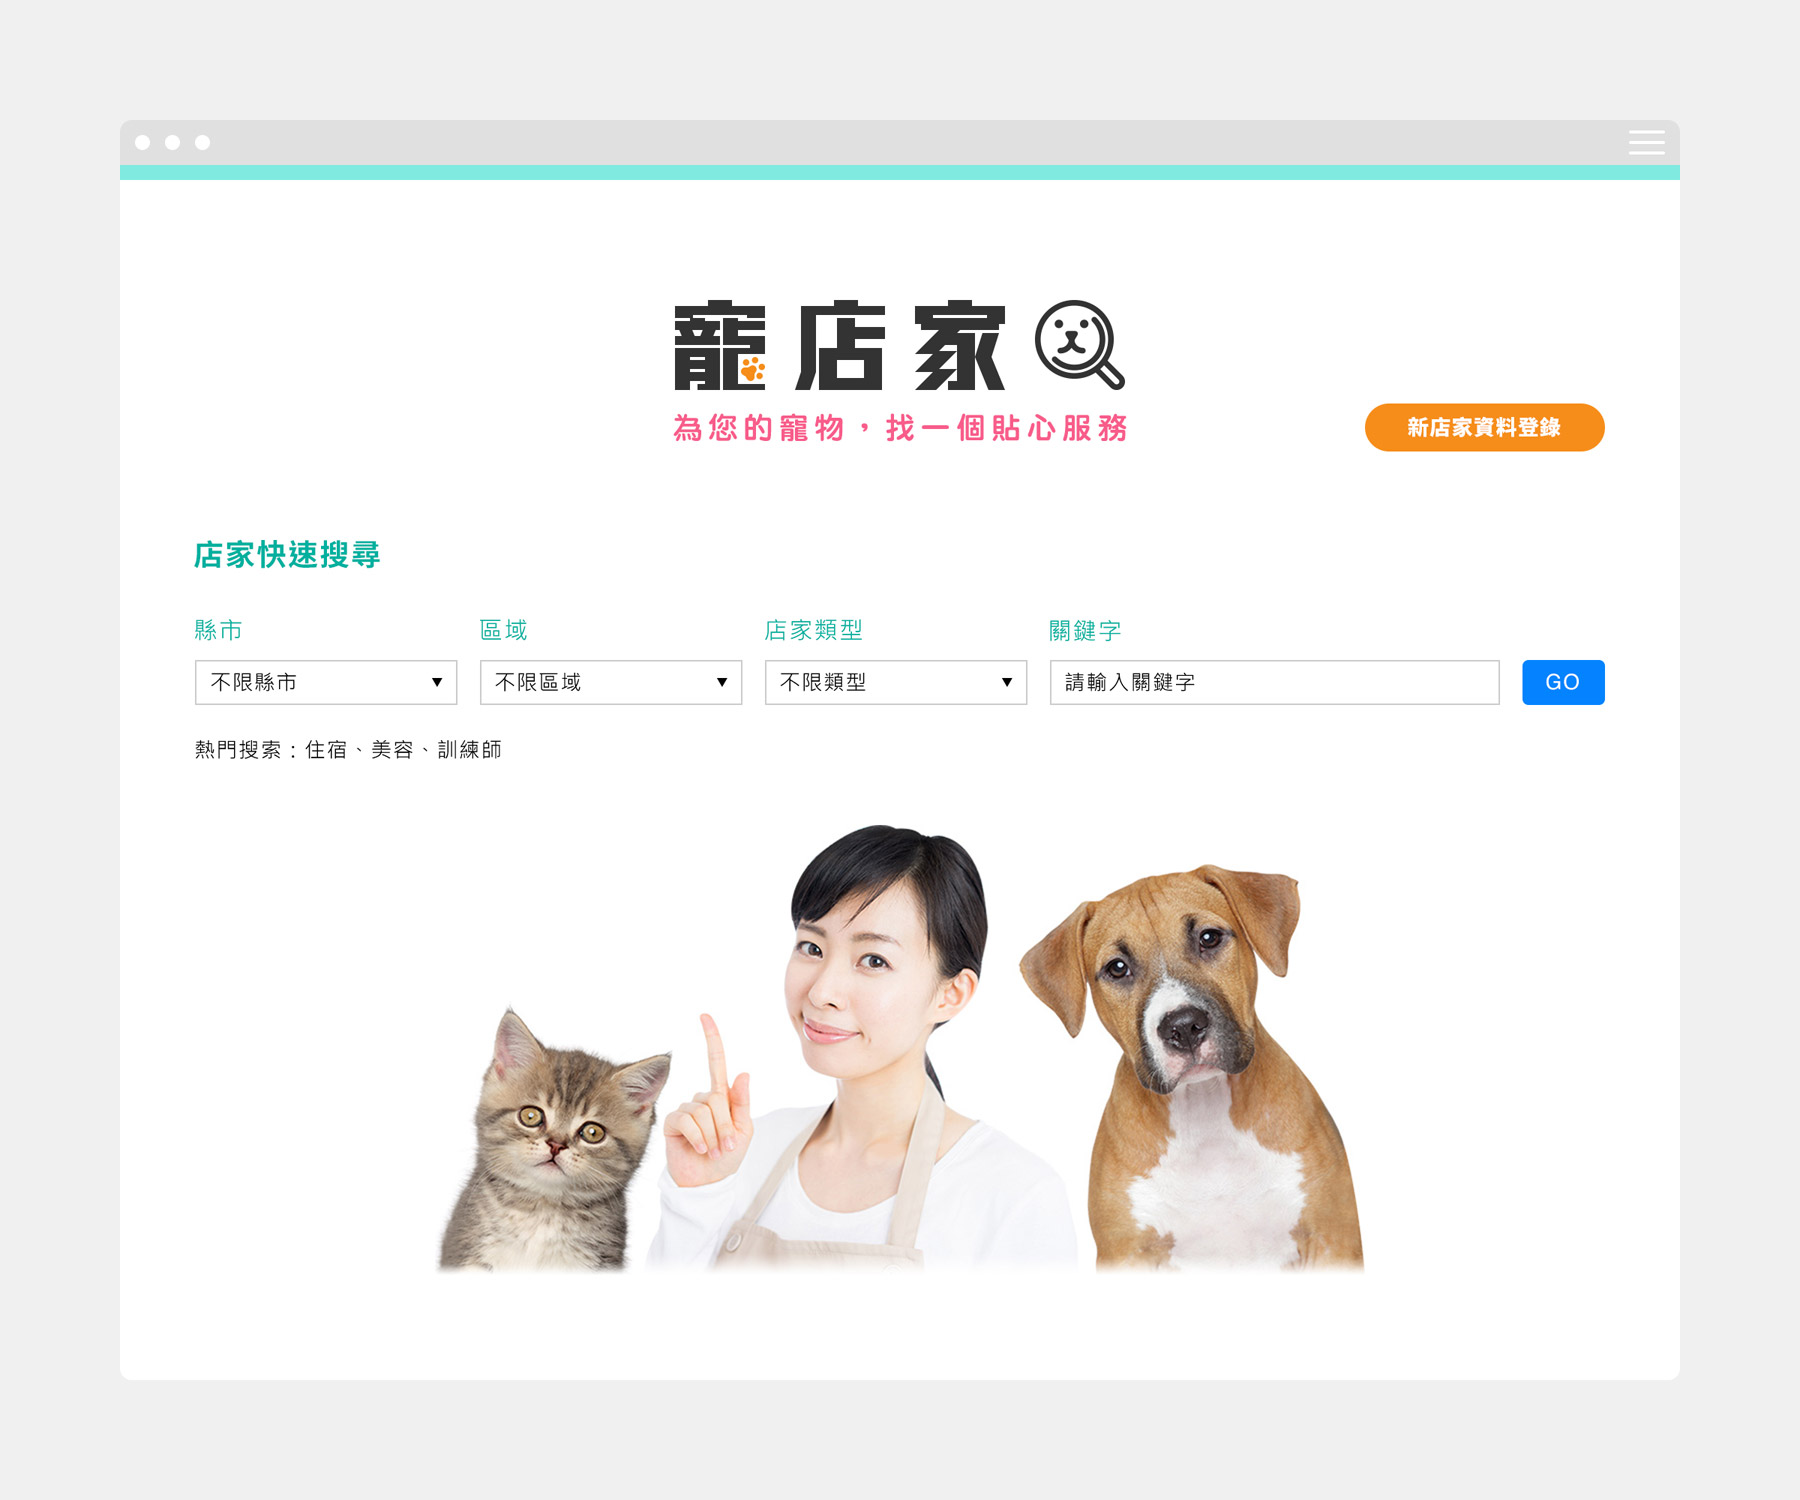 寵店家
為您的寵物，找一個貼心服務
新店家資料登錄
店家快速搜尋
縣市 區域 店家類型 關鍵字
不限縣市 ▼ 不限區域 ▼ 不限類型 ▼ 請輸入關鍵字 GO
熱門搜索：住宿、美容、訓練師